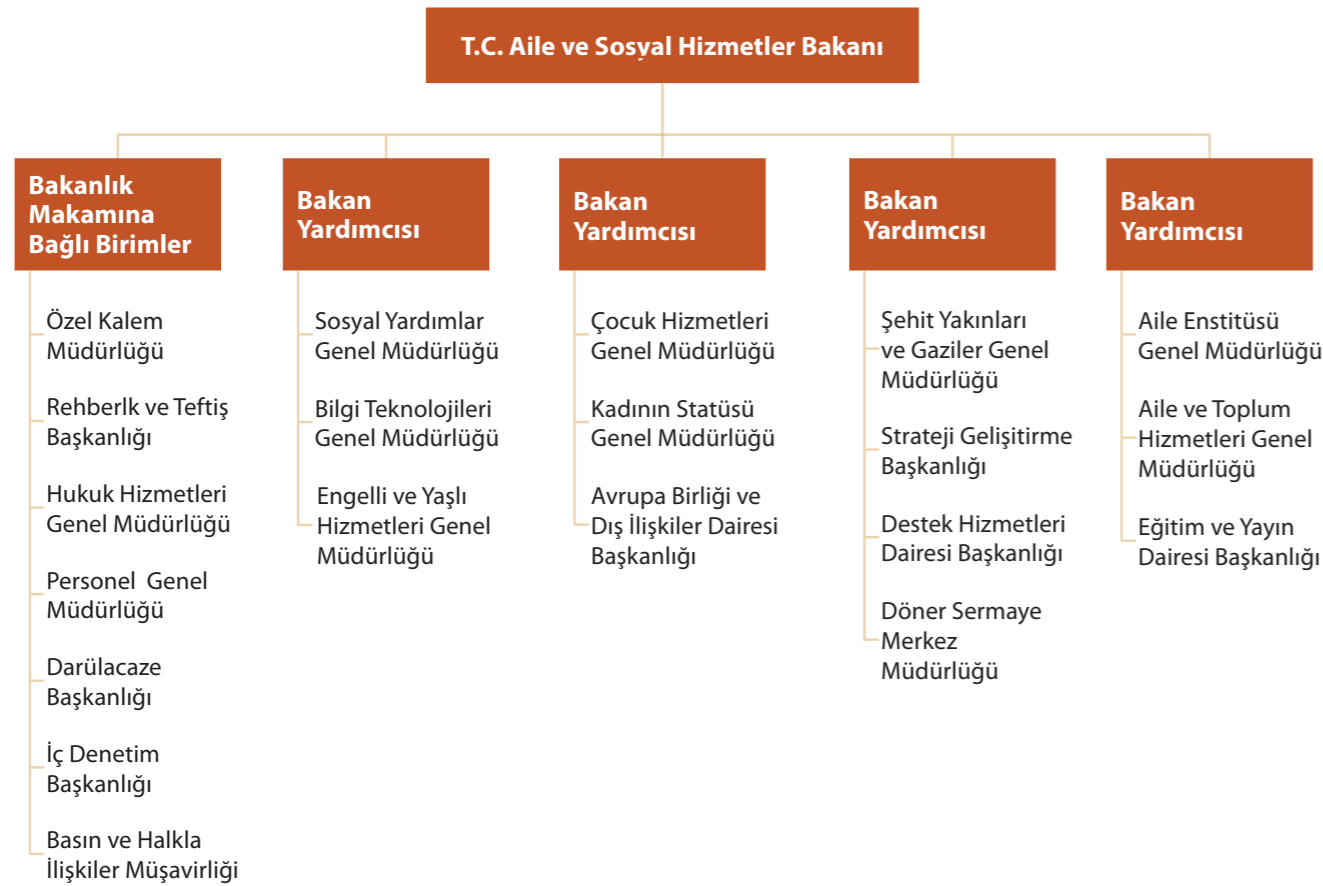 T.C. Aile ve Sosyal Hizmetler Bakanı
Bakanlık
Makamına
Bağlı Birimler
Özel Kalem
Müdürlüğü
Rehberlk ve Teftiş
Başkanlığı
Hukuk Hizmetleri
Genel Müdürlüğü
Personel  Genel
Müdürlüğü
Darülacaze
Başkanlığı
İç Denetim
Başkanlığı
Basın ve Halkla
İlişkiler Müşavirliği
Bakan
Yardımcısı
Sosyal Yardımlar
Genel Müdürlüğü
Bilgi Teknolojileri
Genel Müdürlüğü
Engelli ve Yaşlı
Hizmetleri Genel
Müdürlüğü
Bakan
Yardımcısı
Çocuk Hizmetleri
Genel Müdürlüğü
Kadının Statüsü
Genel Müdürlüğü
Avrupa Birliği ve
Dış İlişkiler Dairesi
Başkanlığı
Bakan
Yardımcısı
Şehit Yakınları
ve Gaziler Genel
Müdürlüğü
Strateji Gelişitirme
Başkanlığı
Destek Hizmetleri
Dairesi Başkanlığı
Döner Sermaye
Merkez
Müdürlüğü
Bakan
Yardımcısı
Aile Enstitüsü
Genel Müdürlüğü
Aile ve Toplum
Hizmetleri Genel
Müdürlüğü
Eğitim ve Yayın
Dairesi Başkanlığı